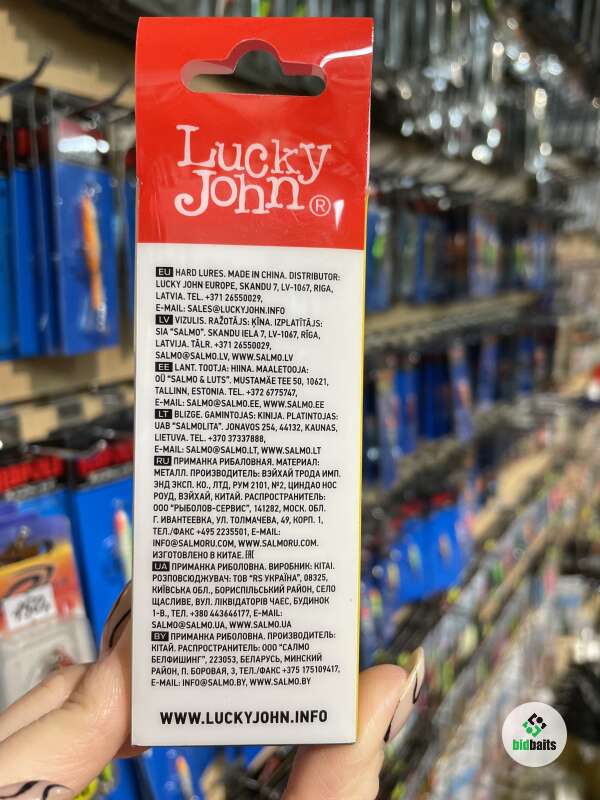 Lucky
John ®
EU HARD LURES. MADE IN CHINA. DISTRIBUTOR:
LUCKY JOHN EUROPE, SKANDU 7, LV-1067, RIGA,
LATVIA. TEL. +371 26550029,
E-MAIL: SALES@LUCKYJOHN.INFO
LV VIZULIS. RAŽOTĀJS: ĶĪNA. IZPLATĪTĀJS:
SIA "SALMO". SKANDU IELA 7, LV-1067, RĪGA,
LATVIJA. TĀLR. +371 26550029,
SALMO@SALMO.LV, WWW.SALMO.LV
EE LANT. TOOTJA: HIINA. MAALETOOJA:
OÜ "SALMO & LUTS". MUSTAMÄE TEE 50, 10621,
TALLINN, ESTONIA. TEL. +372 6775747,
E-MAIL: SALMO@SALMO.EE, WWW.SALMO.EE
LT BLIZGE. GAMINTOJAS: KINIJA. PLATINTOJAS:
UAB "SALMOLITA". JONAVOS 254, 44132, KAUNAS,
LIETUVA. TEL. +370 37337888,
E-MAIL: SALMO@SALMO.LT, WWW.SALMO.LT
RU ПРИМАНКА РИБАЛОВНАЯ. МАТЕРИАЛ:
МЕТАЛЛ. ПРОИЗВОДИТЕЛЬ: ВЭЙХАЙ ТРОДА ИМП.
ЭНД ЭКСП. КО., ЛТД, РУМ 2101, №2, ЦИНДАО НОС
РОУД, ВЭЙХАЙ, КИТАЙ. РАСПРОСТРАНИТЕЛЬ:
ООО "РЫБОЛОВ-СЕРВИС", 141282, МОСК. ОБЛ.
Г. ИВАНТЕЕВКА, УЛ. ТОЛМАЧЕВА, 49, КОРП. 1,
ТЕЛ./ФАКС +495 2235501, E-MAIL:
INFO@SALMORU.COM, WWW.SALMORU.COM.
ИЗГОТОВЛЕНО В КИТАЕ. EAC
UA ПРИМАНКА РИБОЛОВНА. ВИРОБНИК: КІТАІ.
РОЗПОВСЮДЖУВАЧ: ТОВ "RS УКРАЇНА", 08325,
КИЇВСЬКА ОБЛ., БОРИСПІЛЬСЬКИЙ РАЙОН, СЕЛО
ЩАСЛИВЕ, ВУЛ. ЛІКВІДАТОРІВ ЧАЕС, БУДИНОК
1-В., ТЕЛ. +380 443646177, E-MAIL:
SALMO@SALMO.UA, WWW.SALMO.UA
BY ПРИМАНКА РИБОЛОВНА. ПРОИЗВОДИТЕЛЬ:
КІТАЙ. РАСПРОСТРАНИТЕЛЬ: ООО "САЛМО
БЕЛФИШИНГ", 223053, БЕЛАРУСЬ, МИНСКИЙ
РАЙОН, П. БОРОВАЯ, 3, ТЕЛ./ФАКС +375 175109417,
E-MAIL: INFO@SALMO.BY, WWW.SALMO.BY
WWW.LUCKYJOHN.INFO
bidbaits